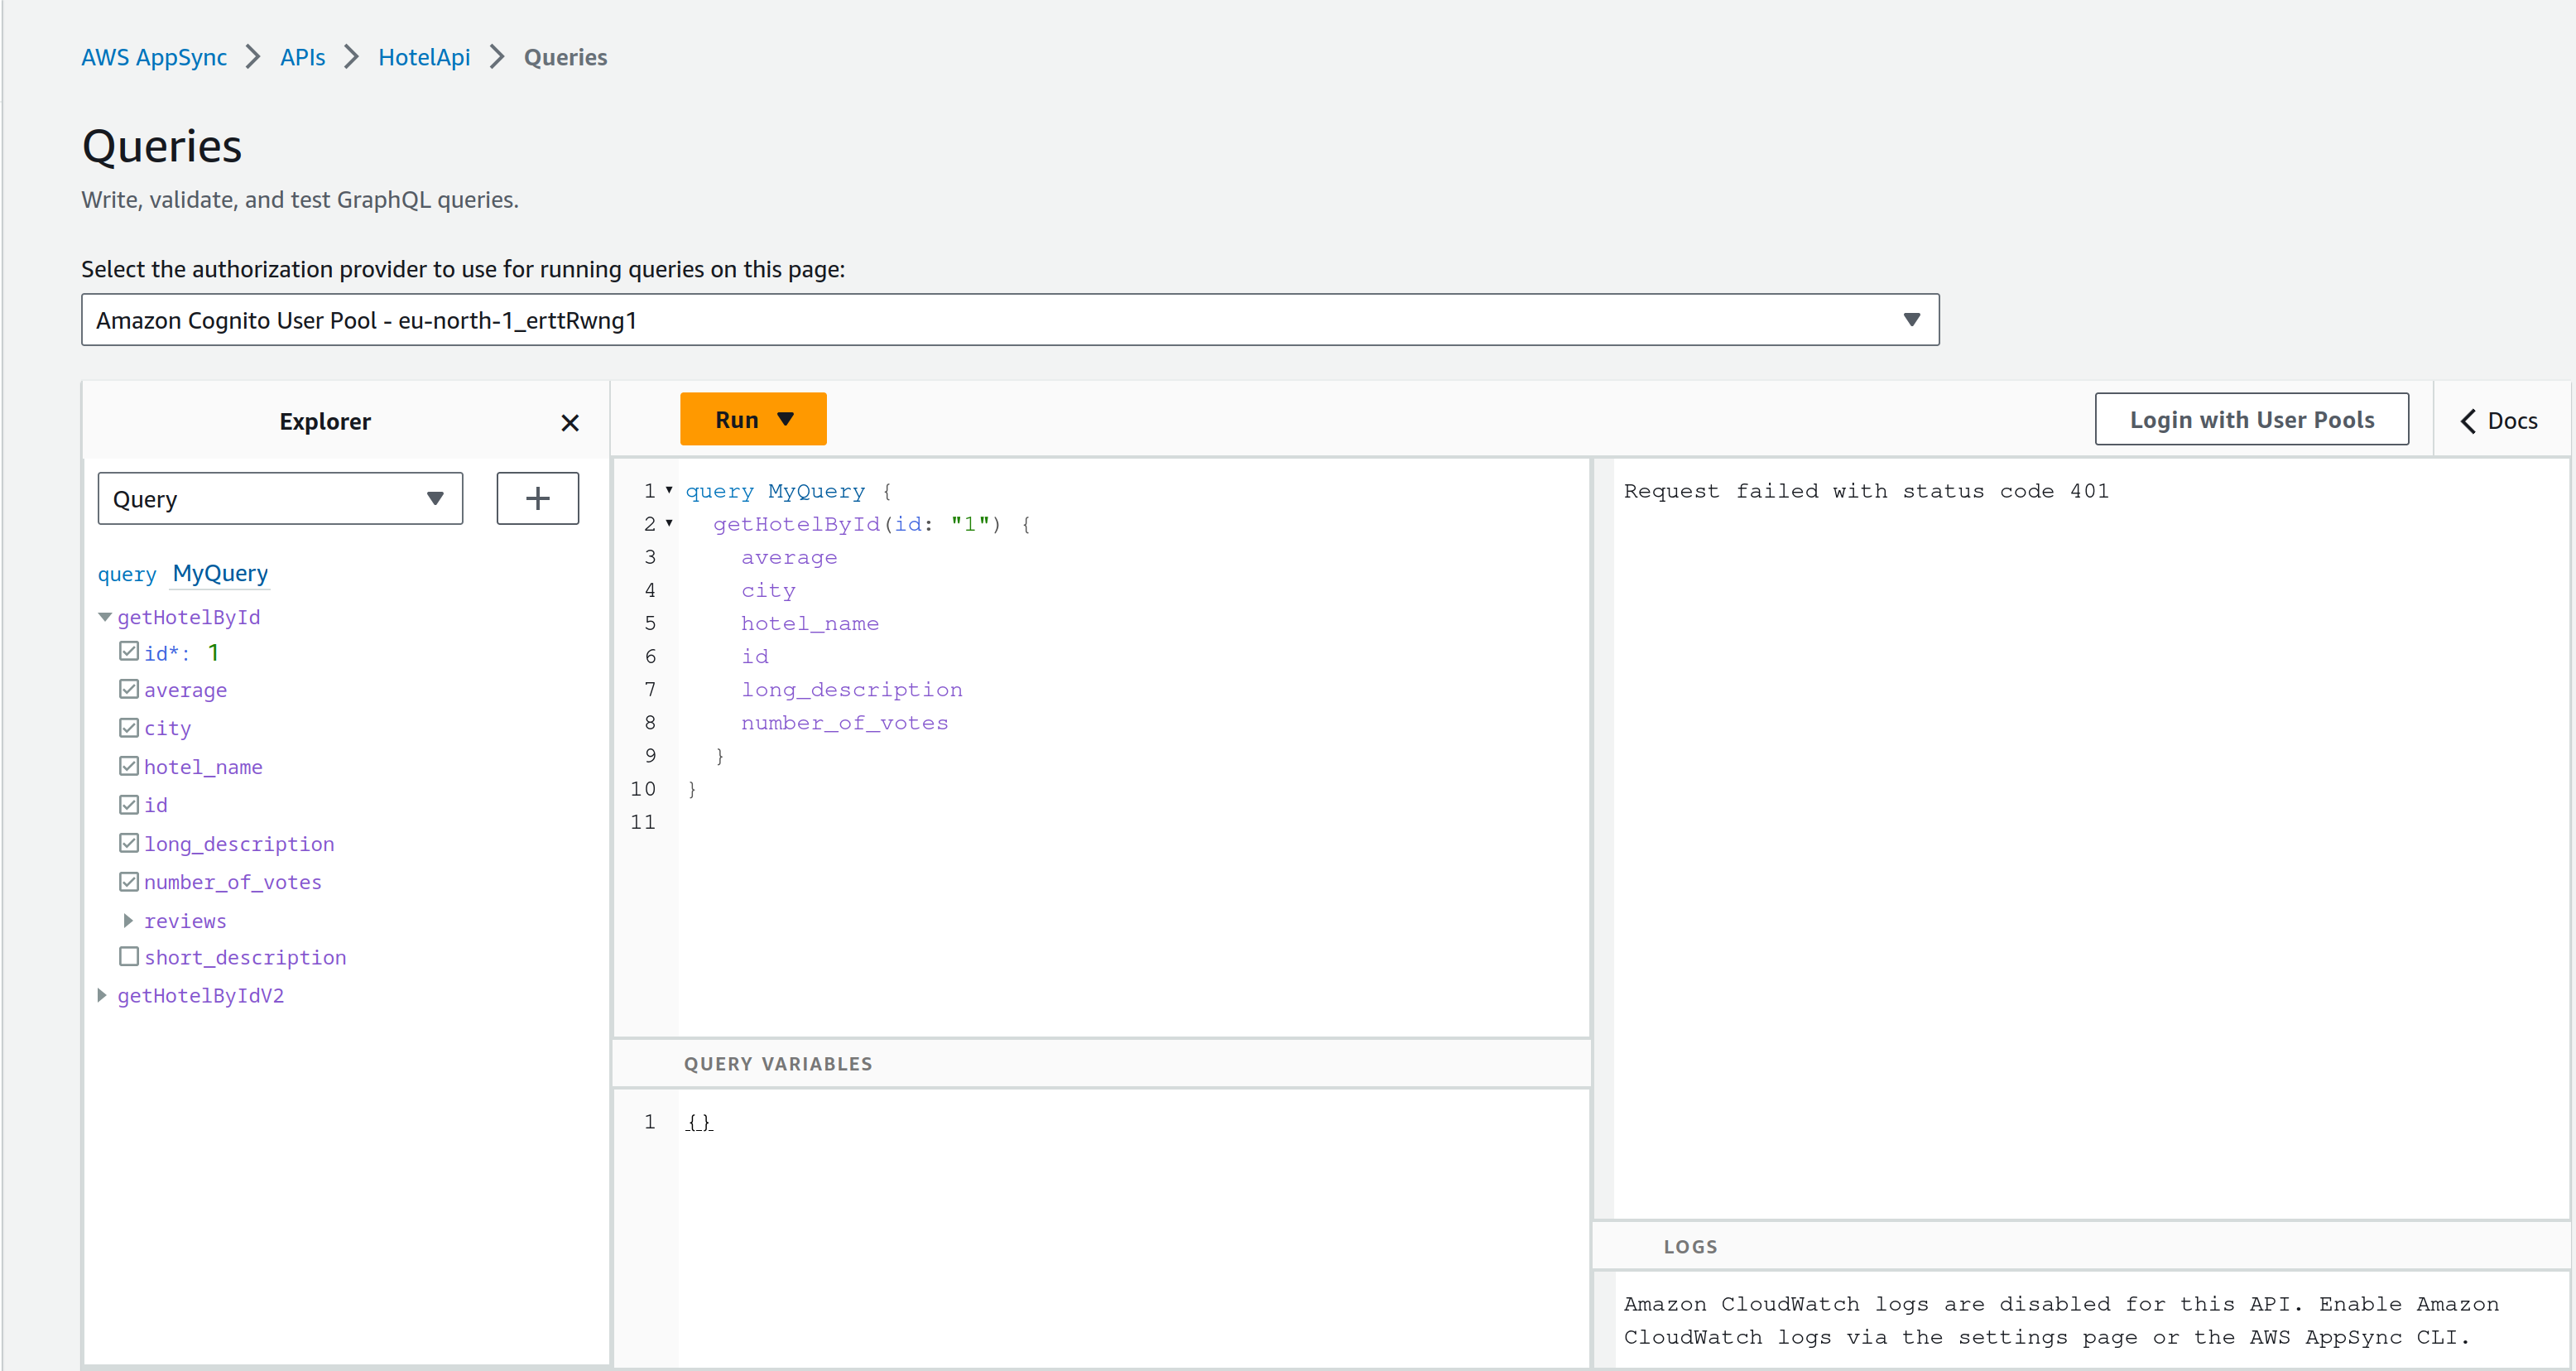 AWS AppSync > APIs > HotelApi > Queries
Queries
Write, validate, and test GraphQL queries.
Select the authorization provider to use for running queries on this page:
Amazon Cognito User Pool - eu-north-1_erttRwng1
Explorer
Run
Login with User Pools
Docs
Query
query MyQuery
getHotelById
id*: 1
average
city
hotel_name
id
long_description
number_of_votes
reviews
short_description
getHotelByIdV2
1 query MyQuery {
2 getHotelById(id: "1") {
3 average
4 city
5 hotel_name
6 id
7 long_description
8 number_of_votes
9 }
10 }
11
QUERY VARIABLES
1 {}
Request failed with status code 401
LOGS
Amazon CloudWatch logs are disabled for this API. Enable Amazon
CloudWatch logs via the settings page or the AWS AppSync CLI.